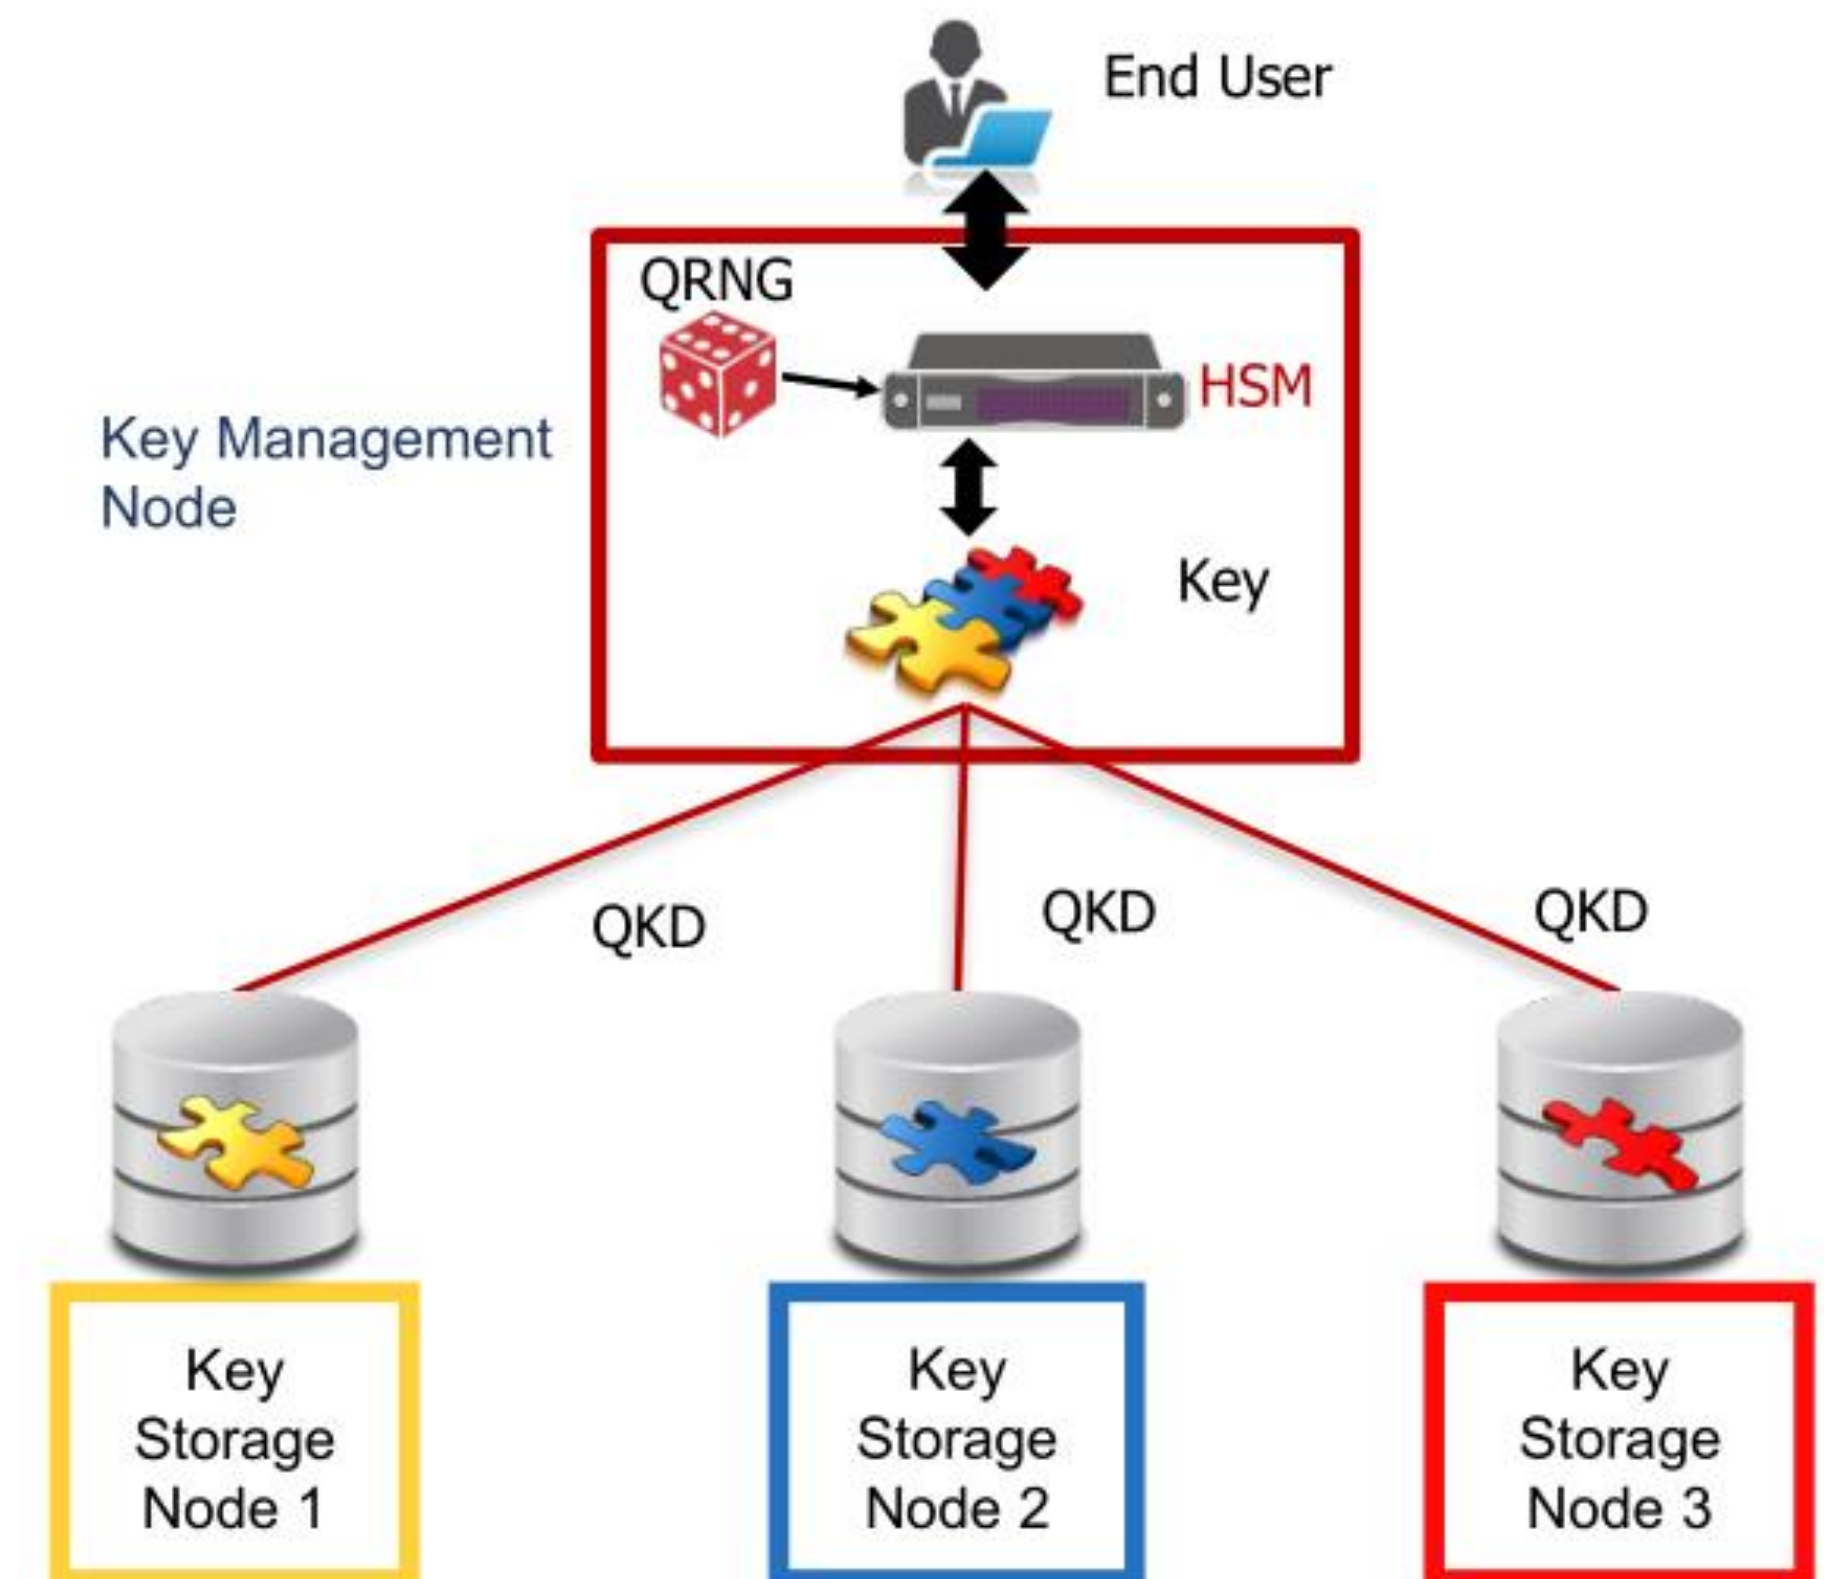 End User
QRNG
HSM
Key Management
Node
Key
QKD
QKD
QKD
Key
Storage
Node 1
Key
Storage
Node 2
Key
Storage
Node 3